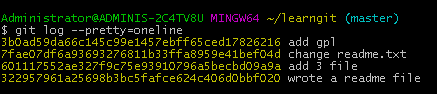 Administrator@ADMINIS-2C4TV8U MINGW64 ~/learngit (master)
$ git log --pretty=oneline
3b0ad59da66c145c99e1457ebff65ced17826216 add gpl
7fae07df6a93693276811b33ffa8959e41bef04d change readme.txt
601117552ae327f9c75e93910796a5becbd09a9a add 3 file
322957961a25698b3bc5fafce624c406d0bbf020 wrote a readme file